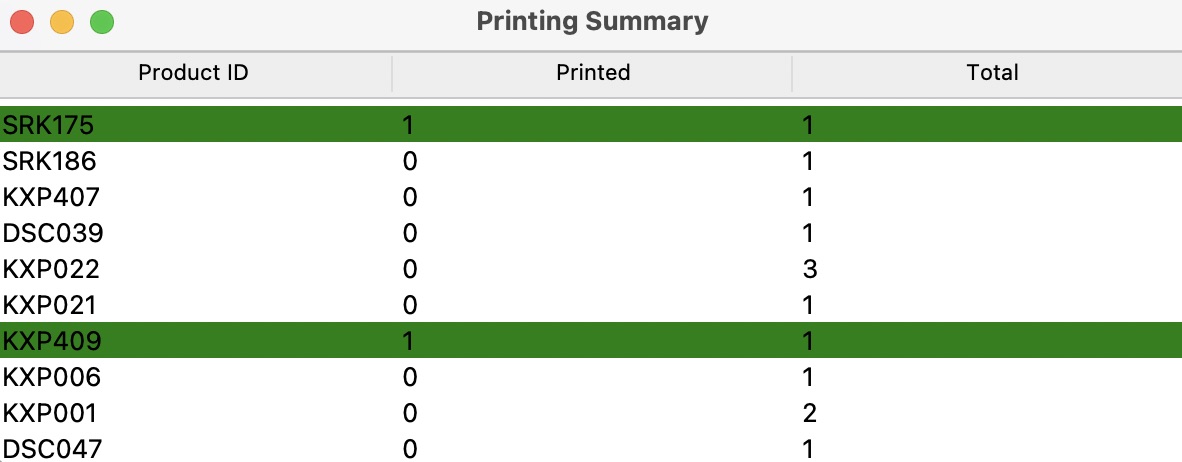 Printing Summary
Product ID Printed Total
SRK175 1 1
SRK186 0 1
KXP407 0 1
DSC039 0 1
KXP022 0 3
KXP021 0 1
KXP409 1 1
KXP006 0 1
KXP001 0 2
DSC047 0 1